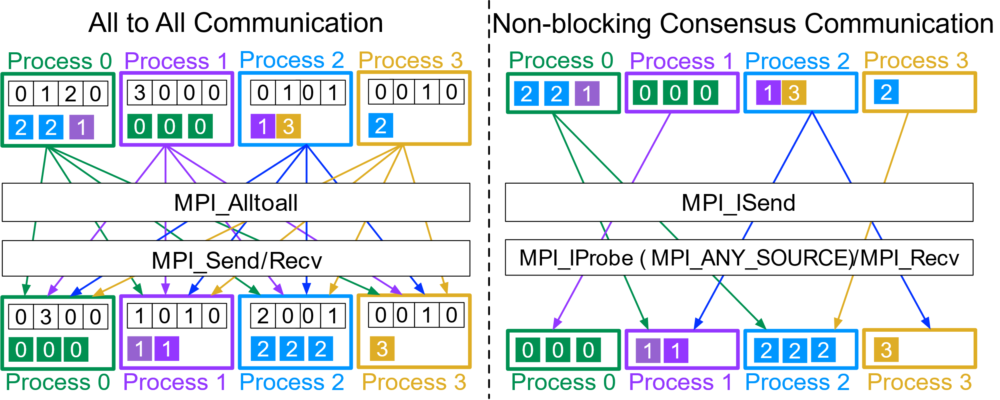 All to All Communication
Non-blocking Consensus Communication
Process 0 Process 1 Process 2 Process 3
0 1 2 0 3 0 0 0 0 1 0 1 0 0 1 0
2 2 1 0 0 0 1 3 2
MPI_Alltoall
MPI_Send/Recv
0 3 0 0 1 0 1 0 2 0 0 1 0 0 1 0
0 0 0 1 1 2 2 2 3
Process 0 Process 1 Process 2 Process 3
Process 0 Process 1 Process 2 Process 3
2 2 1 0 0 0 1 3 2
MPI_ISend
MPI_IProbe (MPI_ANY_SOURCE)/MPI_Recv
0 0 0 1 1 2 2 2 3
Process 0 Process 1 Process 2 Process 3